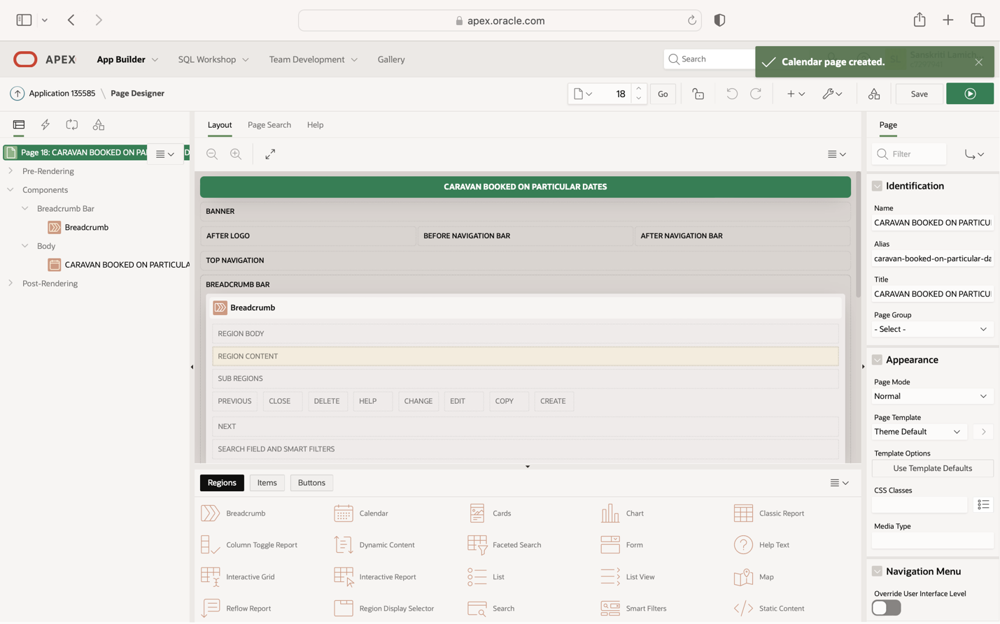 apex.oracle.com
APEX
App Builder
SQL Workshop
Team Development
Gallery
Search
Calendar page created.
Application 135585 \ Page Designer
18
Go
Save
Layout
Page Search
Help
Page
Page 18: CARAVAN BOOKED ON PA
D
Pre-Rendering
Components
Breadcrumb Bar
Breadcrumb
Body
CARAVAN BOOKED ON PARTICULA
Post-Rendering
CARAVAN BOOKED ON PARTICULAR DATES
BANNER
AFTER LOGO
BEFORE NAVIGATION BAR
AFTER NAVIGATION BAR
TOP NAVIGATION
BREADCRUMB BAR
Breadcrumb
REGION BODY
REGION CONTENT
SUB REGIONS
PREVIOUS
CLOSE
DELETE
HELP
CHANGE
EDIT
COPY
CREATE
NEXT
SEARCH FIELD AND SMART FILTERS
Regions
Items
Buttons
Breadcrumb
Calendar
Cards
Chart
Classic Report
Column Toggle Report
Dynamic Content
Faceted Search
Form
Help Text
Interactive Grid
Interactive Report
List
List View
Map
Reflow Report
Region Display Selector
Search
Smart Filters
Static Content
Filter
Identification
Name
CARAVAN BOOKED ON PARTICU
Alias
caravan-booked-on-particular-da
Title
CARAVAN BOOKED ON PARTICU
Page Group
- Select -
Appearance
Page Mode
Normal
Page Template
Theme Default
Template Options
Use Template Defaults
CSS Classes
Media Type
Navigation Menu
Override User Interface Level